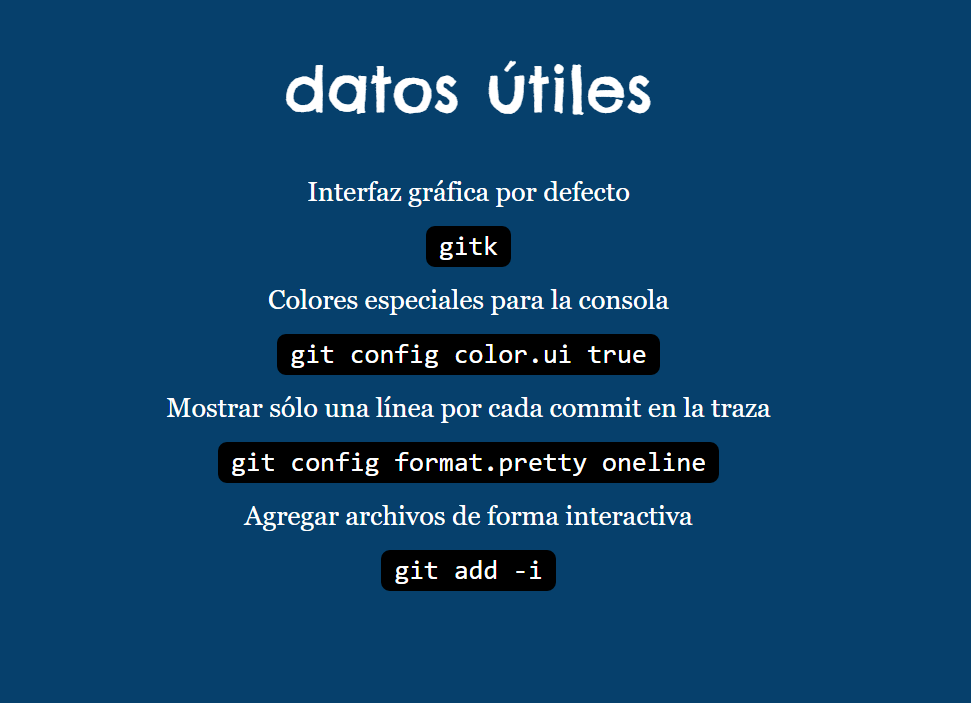 datos útiles
Interfaz gráfica por defecto
gitk
Colores especiales para la consola
git config color.ui true
Mostrar sólo una línea por cada commit en la traza
git config format.pretty oneline
Agregar archivos de forma interactiva
git add -i